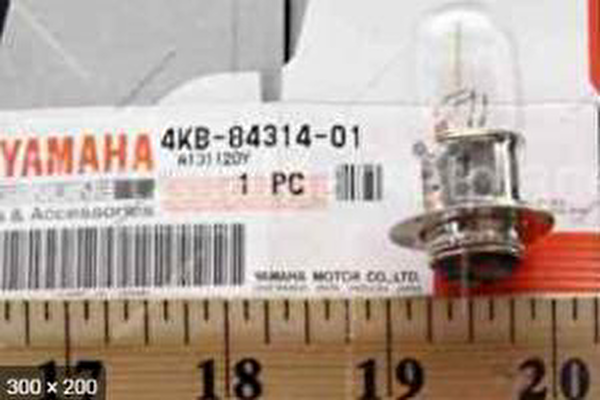 YAMAHA 4KB-84314-01
A131120Y
1 PC
& Accessories
YAMAHA MOTOR CO.,LTD.
17 18 19 20
300 × 200